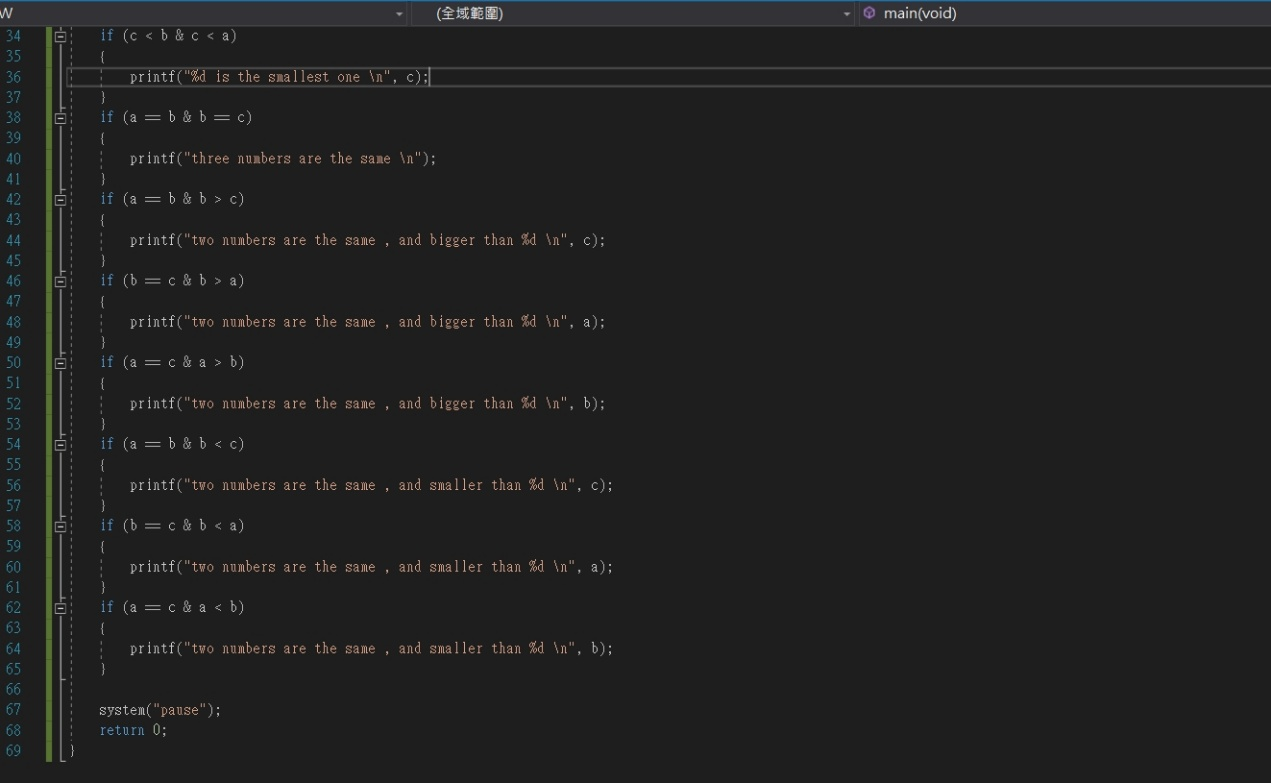 W (全域範圍) main(void)
34 if (c < b & c < a)
35 {
36 printf("%d is the smallest one \n", c);
37 }
38 if (a == b & b == c)
39 {
40 printf("three numbers are the same \n");
41 }
42 if (a == b & b > c)
43 {
44 printf("two numbers are the same , and bigger than %d \n", c);
45 }
46 if (b == c & b > a)
47 {
48 printf("two numbers are the same , and bigger than %d \n", a);
49 }
50 if (a == c & a > b)
51 {
52 printf("two numbers are the same , and bigger than %d \n", b);
53 }
54 if (a == b & b < c)
55 {
56 printf("two numbers are the same , and smaller than %d \n", c);
57 }
58 if (b == c & b < a)
59 {
60 printf("two numbers are the same , and smaller than %d \n", a);
61 }
62 if (a == c & a < b)
63 {
64 printf("two numbers are the same , and smaller than %d \n", b);
65 }
66
67 system("pause");
68 return 0;
69 }